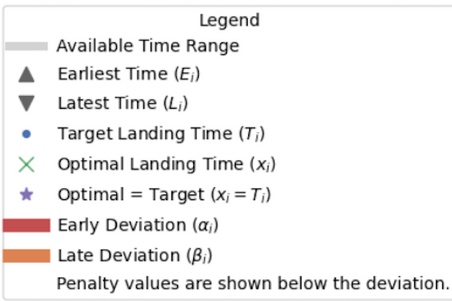 Legend
Available Time Range
Earliest Time (Eᵢ)
Latest Time (Lᵢ)
Target Landing Time (Tᵢ)
Optimal Landing Time (xᵢ)
Optimal = Target (xᵢ = Tᵢ)
Early Deviation (αᵢ)
Late Deviation (βᵢ)
Penalty values are shown below the deviation.